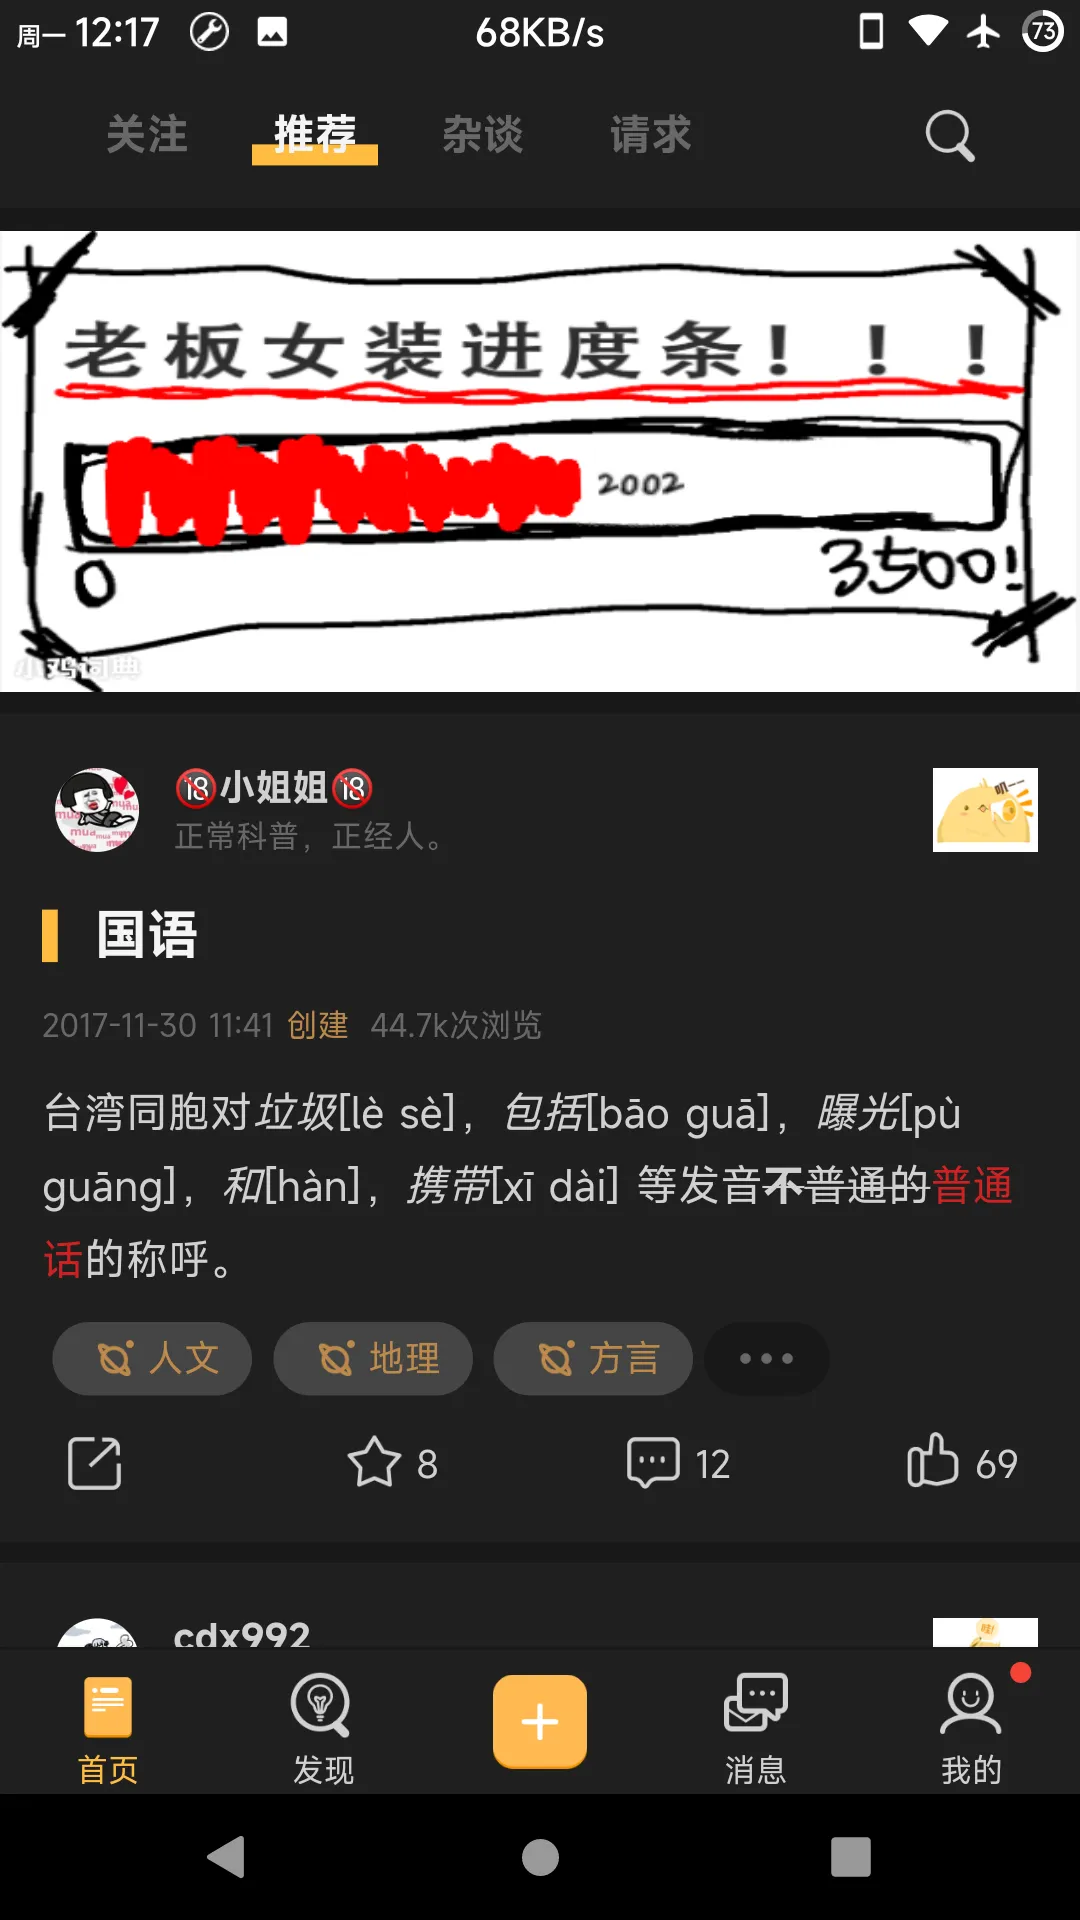 周一 12:17 68KB/s 73
关注 推荐 杂谈 请求
老板女装进度条！！！
2002
0 3500!
小鸡词典
🔞小姐姐🔞
正常科普，正经人。
叽一一
国语
2017-11-30 11:41 创建 44.7k次浏览
台湾同胞对垃圾[lè sè]，包括[bāo guā]，曝光[pù
guāng]，和[hàn]，携带[xī dài] 等发音不普通的普通
话的称呼。
人文 地理 方言
8 12 69
cdx992
哇!
首页 发现 消息 我的